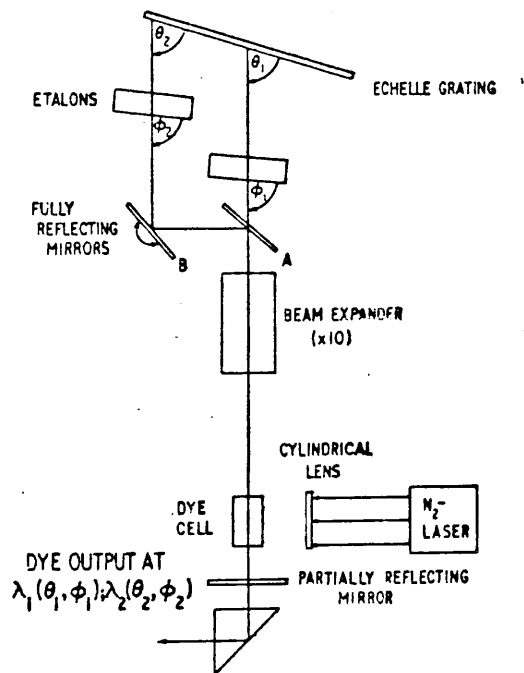 θ₂
θ₁
ECHELLE GRATING
ETALONS
ϕ₂
ϕ₁
FULLY
REFLECTING
MIRRORS
B
A
BEAM EXPANDER
(x10)
CYLINDRICAL
LENS
DYE
CELL
N₂-
LASER
DYE OUTPUT AT
λ₁(θ₁,ϕ₁);λ₂(θ₂,ϕ₂)
PARTIALLY REFLECTING
MIRROR